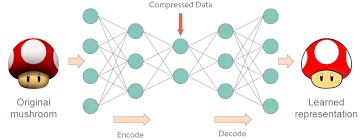 Compressed Data
Original
mushroom
Learned
representation
Encode
Decode